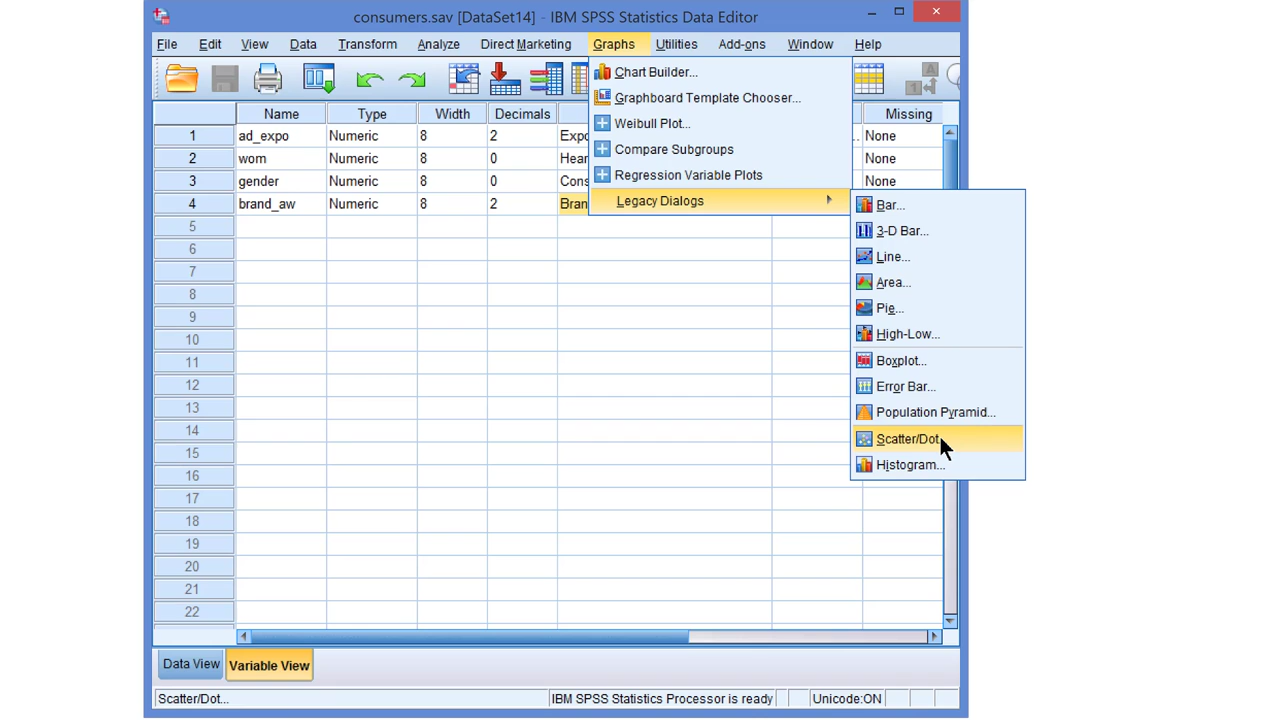 consumers.sav [DataSet14] - IBM SPSS Statistics Data Editor
File Edit View Data Transform Analyze Direct Marketing Graphs Utilities Add-ons Window Help
Chart Builder...
Graphboard Template Chooser...
Weibull Plot...
Compare Subgroups
Regression Variable Plots
Legacy Dialogs
Bar...
3-D Bar...
Line...
Area...
Pie...
High-Low...
Boxplot...
Error Bar...
Population Pyramid...
Scatter/Dot...
Histogram...
Name Type Width Decimals Missing
1 ad_expo Numeric 8 2 Expo ... None
2 wom Numeric 8 0 Hear None
3 gender Numeric 8 0 Cons None
4 brand_aw Numeric 8 2 Bran
5
6
7
8
9
10
11
12
13
14
15
16
17
18
19
20
21
22
Data View Variable View
Scatter/Dot... IBM SPSS Statistics Processor is ready Unicode:ON